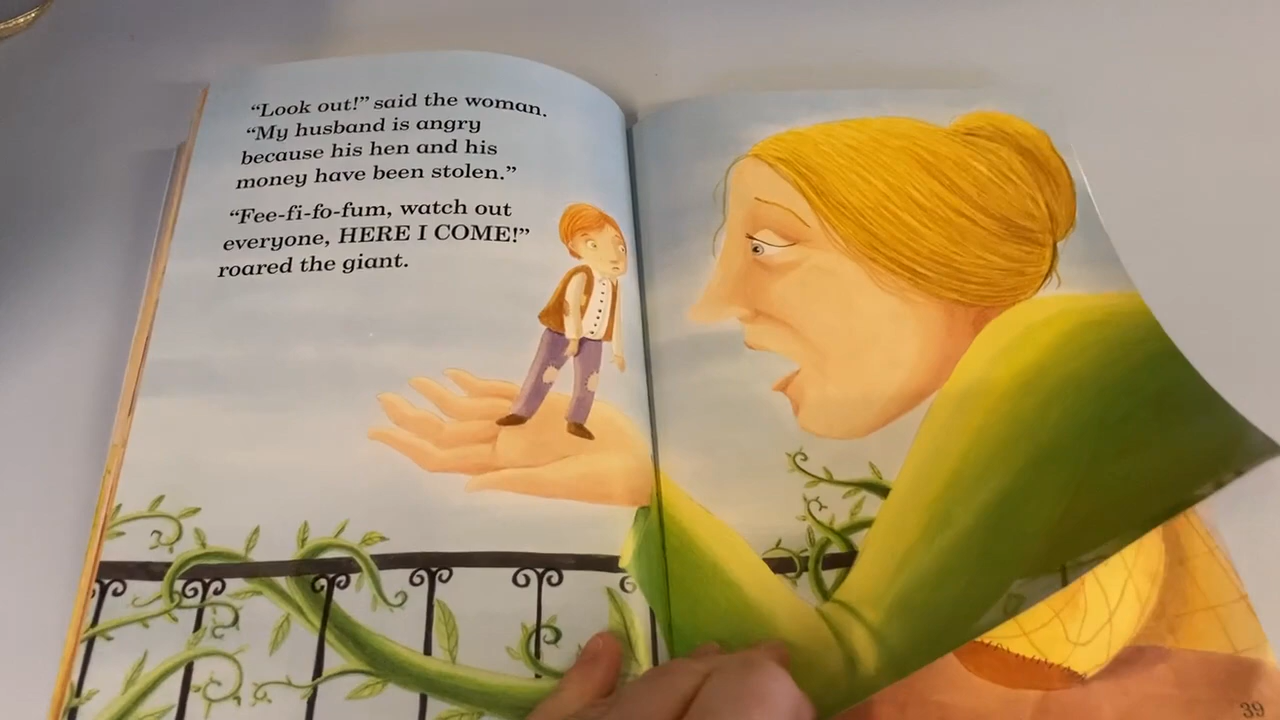 “Look out!” said the woman.
“My husband is angry
because his hen and his
money have been stolen.”
“Fee-fi-fo-fum, watch out
everyone, HERE I COME!”
roared the giant.
39